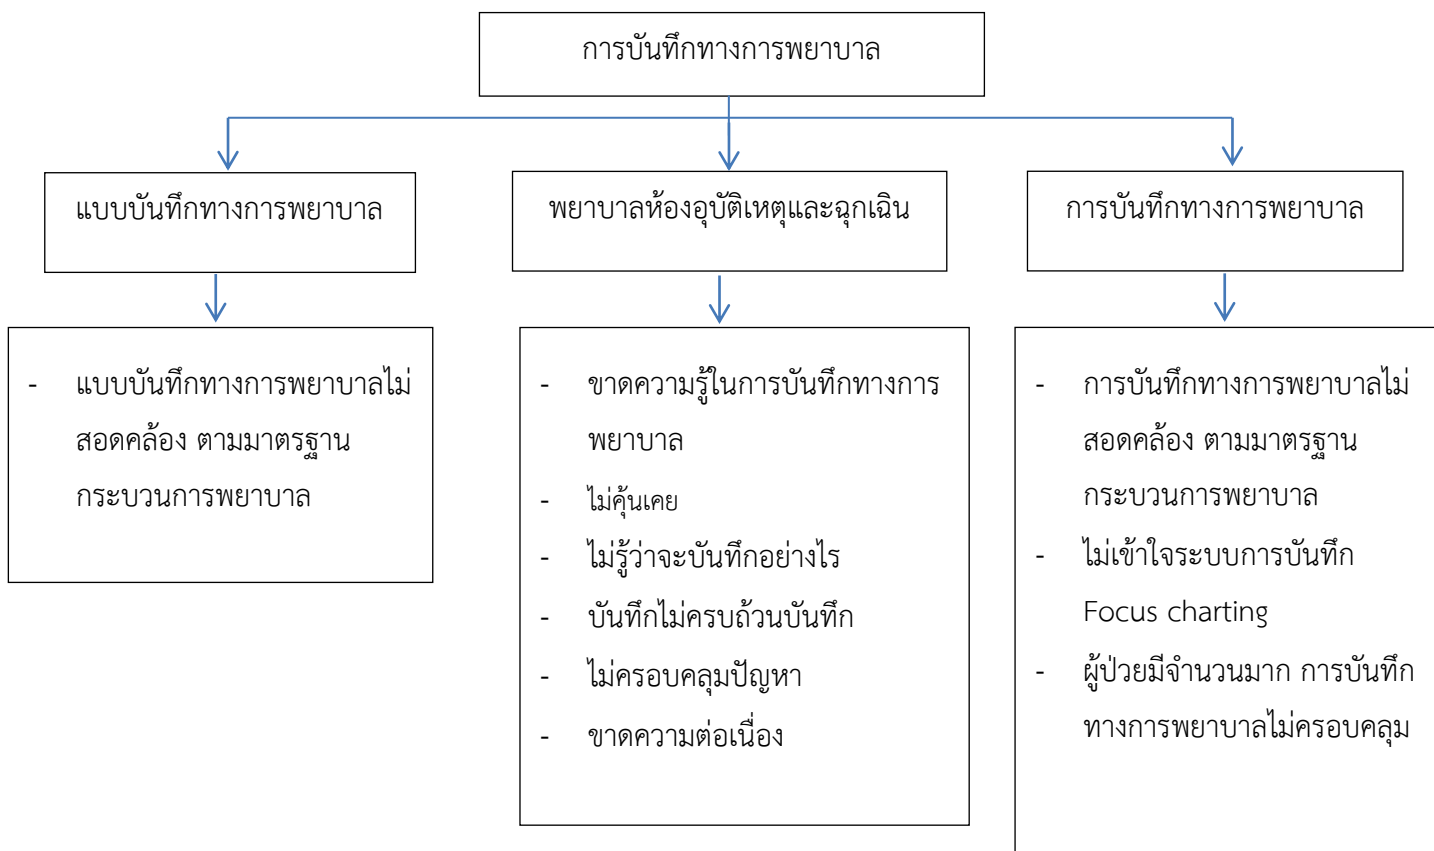 การบันทึกทางการพยาบาล
แบบบันทึกทางการพยาบาล
พยาบาลห้องอุบัติเหตุและฉุกเฉิน
การบันทึกทางการพยาบาล
- แบบบันทึกทางการพยาบาลไม่
สอดคล้อง ตามมาตรฐาน
กระบวนการพยาบาล
- ขาดความรู้ในการบันทึกทางการ
พยาบาล
- ไม่คุ้นเคย
- ไม่รู้ว่าจะบันทึกอย่างไร
- บันทึกไม่ครบถ้วนบันทึก
- ไม่ครอบคลุมปัญหา
- ขาดความต่อเนื่อง
- การบันทึกทางการพยาบาลไม่
สอดคล้อง ตามมาตรฐาน
กระบวนการพยาบาล
- ไม่เข้าใจระบบการบันทึก
Focus charting
- ผู้ป่วยมีจำนวนมาก การบันทึก
ทางการพยาบาลไม่ครอบคลุม